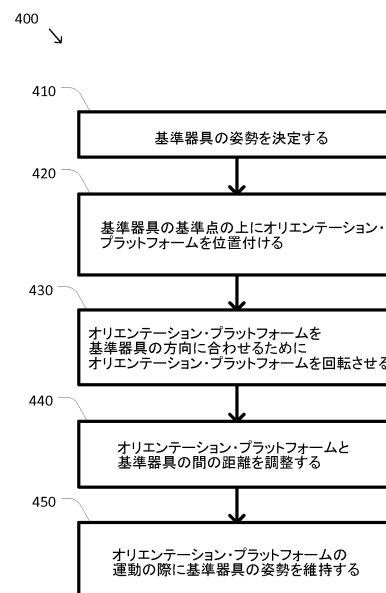 400
410
基準器具の姿勢を決定する
420
基準器具の基準点の上にオリエンテーション・
プラットフォームを位置付ける
430
オリエンテーション・プラットフォームを
基準器具の方向に合わせるために
オリエンテーション・プラットフォームを回転させる
440
オリエンテーション・プラットフォームと
基準器具の間の距離を調整する
450
オリエンテーション・プラットフォームの
運動の際に基準器具の姿勢を維持する